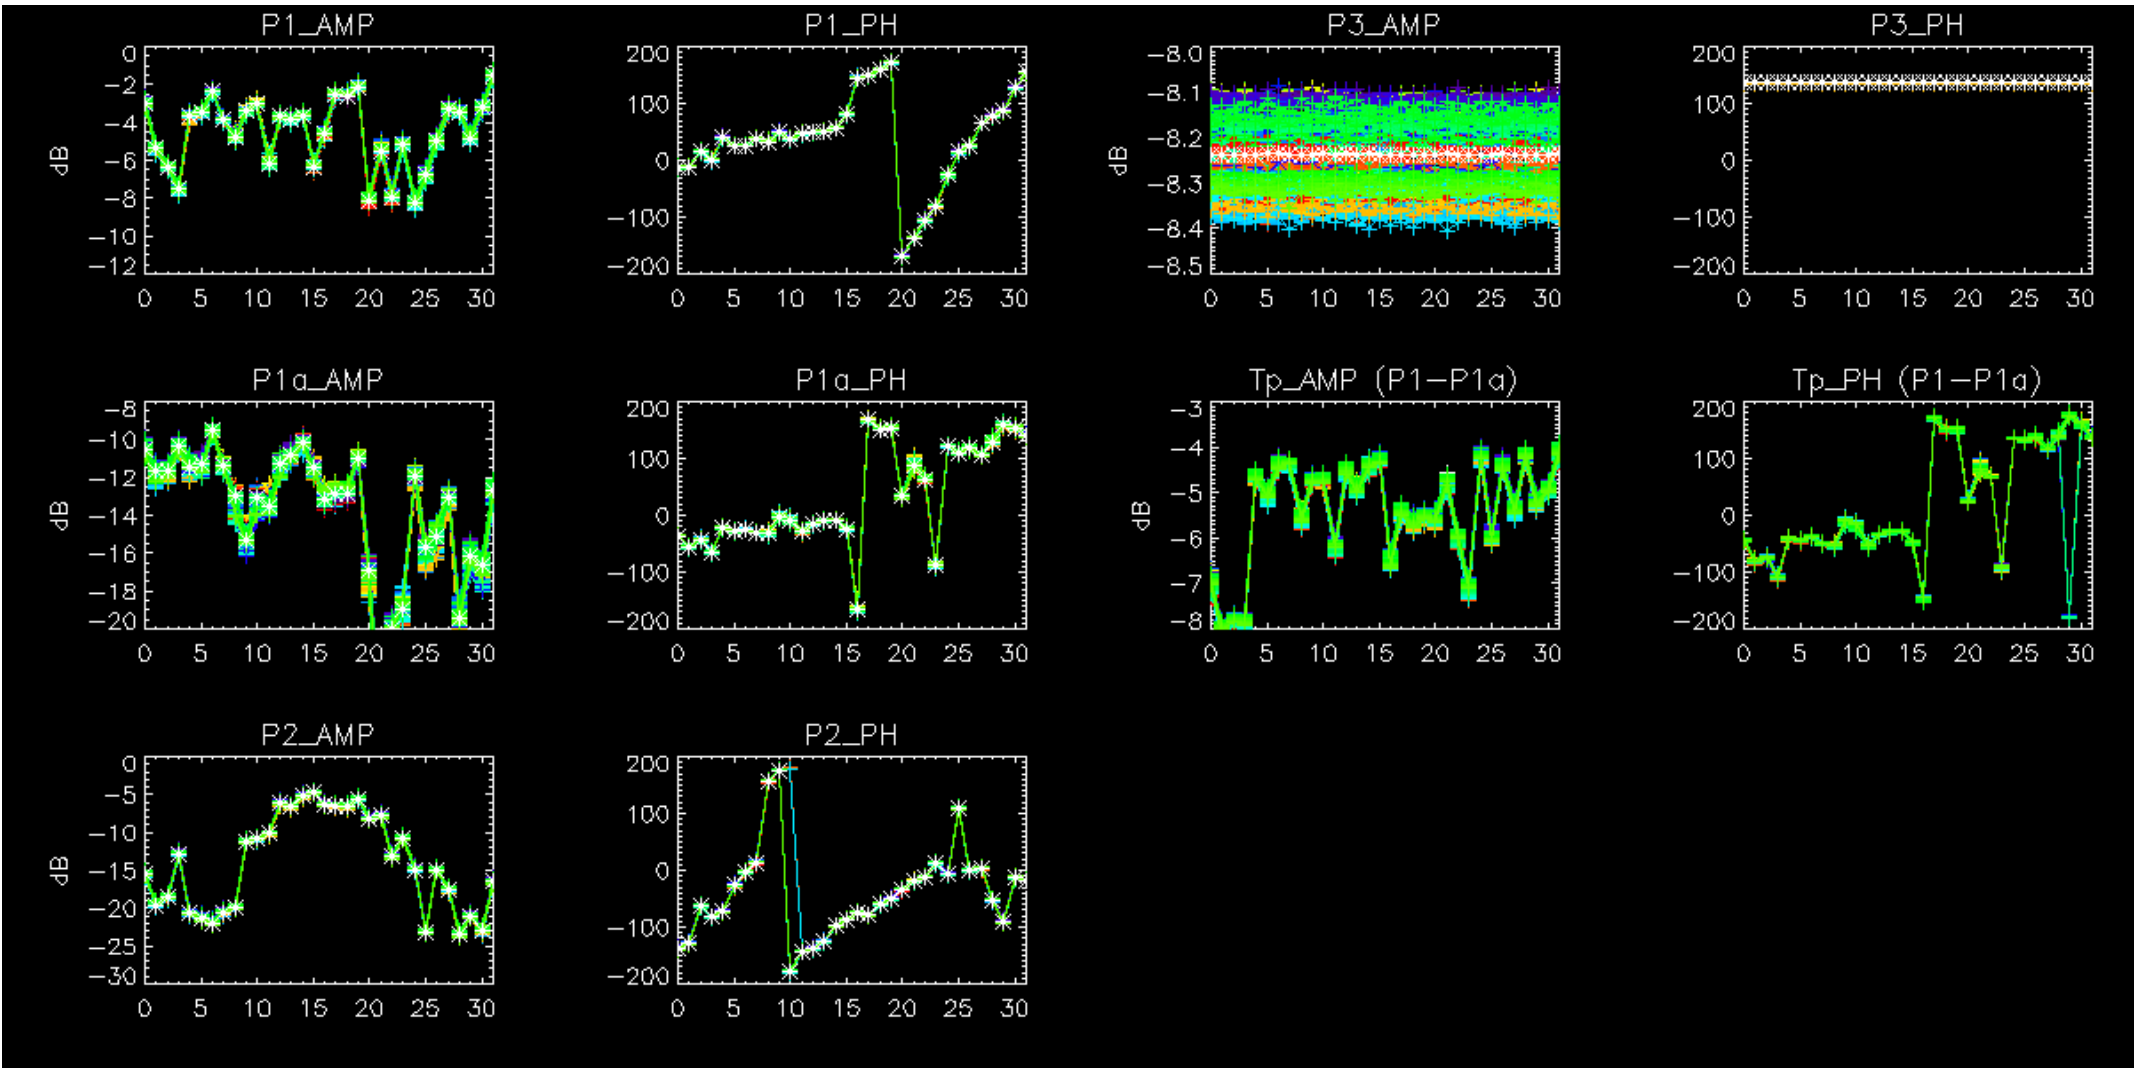 P1_AMP
0
−2
−4
−6
−8
−10
−12
dB
0 5 10 15 20 25 30
P1_PH
200
100
0
−100
−200
0 5 10 15 20 25 30
P3_AMP
−8.0
−8.1
−8.2
−8.3
−8.4
−8.5
dB
0 5 10 15 20 25 30
P3_PH
200
100
0
−100
−200
0 5 10 15 20 25 30
P1a_AMP
−8
−10
−12
−14
−16
−18
−20
dB
0 5 10 15 20 25 30
P1a_PH
200
100
0
−100
−200
0 5 10 15 20 25 30
Tp_AMP (P1−P1a)
−3
−4
−5
−6
−7
−8
dB
0 5 10 15 20 25 30
Tp_PH (P1−P1a)
200
100
0
−100
−200
0 5 10 15 20 25 30
P2_AMP
0
−5
−10
−15
−20
−25
−30
dB
0 5 10 15 20 25 30
P2_PH
200
100
0
−100
−200
0 5 10 15 20 25 30